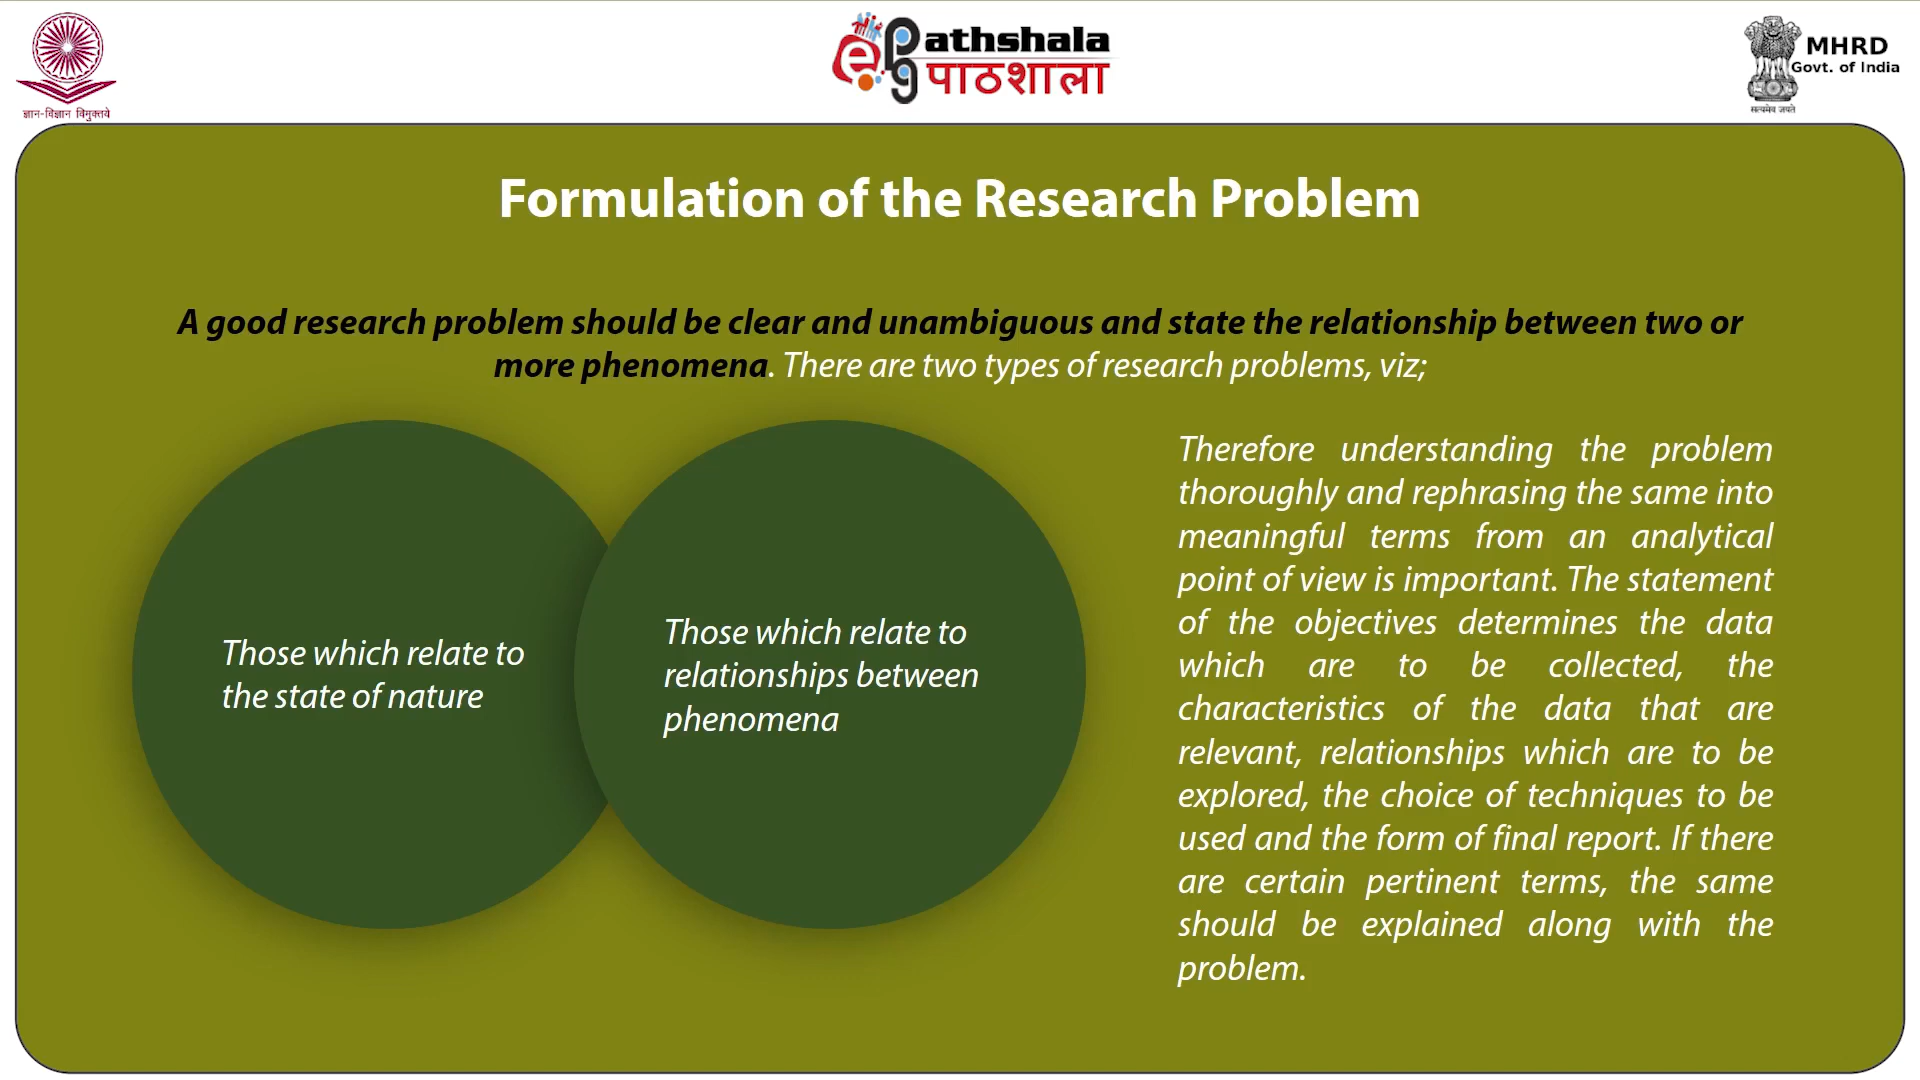 ज्ञान-विज्ञान विमुक्तये
ePG Pathshala
पाठशाला
MHRD
Govt. of India
सत्यमेव जयते
Formulation of the Research Problem
A good research problem should be clear and unambiguous and state the relationship between two or
more phenomena. There are two types of research problems, viz;
Those which relate to
the state of nature
Those which relate to
relationships between
phenomena
Therefore understanding the problem
thoroughly and rephrasing the same into
meaningful terms from an analytical
point of view is important. The statement
of the objectives determines the data
which are to be collected, the
characteristics of the data that are
relevant, relationships which are to be
explored, the choice of techniques to be
used and the form of final report. If there
are certain pertinent terms, the same
should be explained along with the
problem.